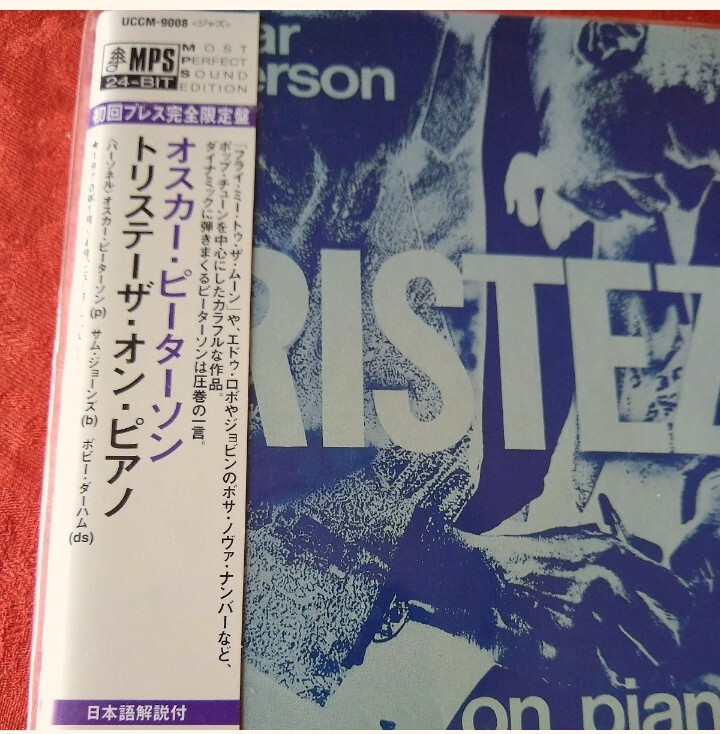 UCCM-9008 <ジャズ>
MPS
24-BIT
MOST
PERFECT
SOUND
EDITION
初回プレス完全限定盤
「フライ・ミー・トゥ・ザ・ムーン」や、エドゥ・ロボやジョビンのボサ・ノヴァ・ナンバーなど、
ポップ・チューンを中心にしたカラフルな作品。
ダイナミックに弾きまくるピーターソンは圧巻の一言。
オスカー・ピーターソン
トリステーザ・オン・ピアノ
(パーソネル) オスカー・ピーターソン(p) サム・ジョーンズ(b) ボビー・ダーハム(ds)
日本語解説付
ar
erson
RISTEZ
on pian